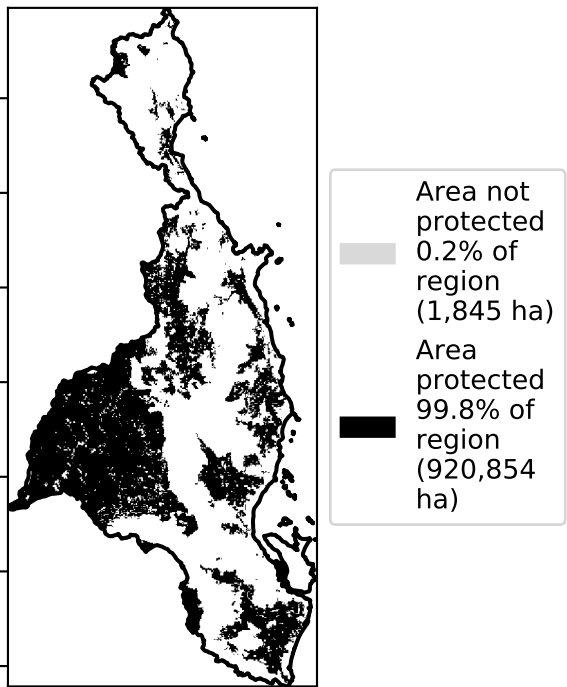 Area not
protected
0.2% of
region
(1,845 ha)
Area
protected
99.8% of
region
(920,854
ha)